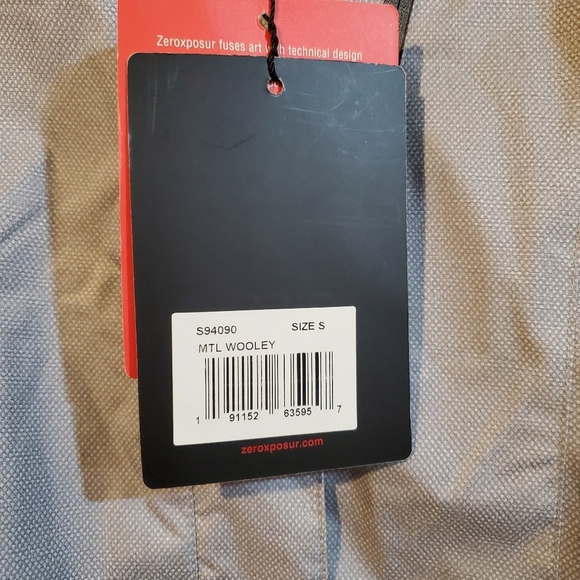 Zeroxposur fuses art with technical design
S94090 SIZE S
MTL WOOLEY
1 91152 63595 7
zeroxposur.com